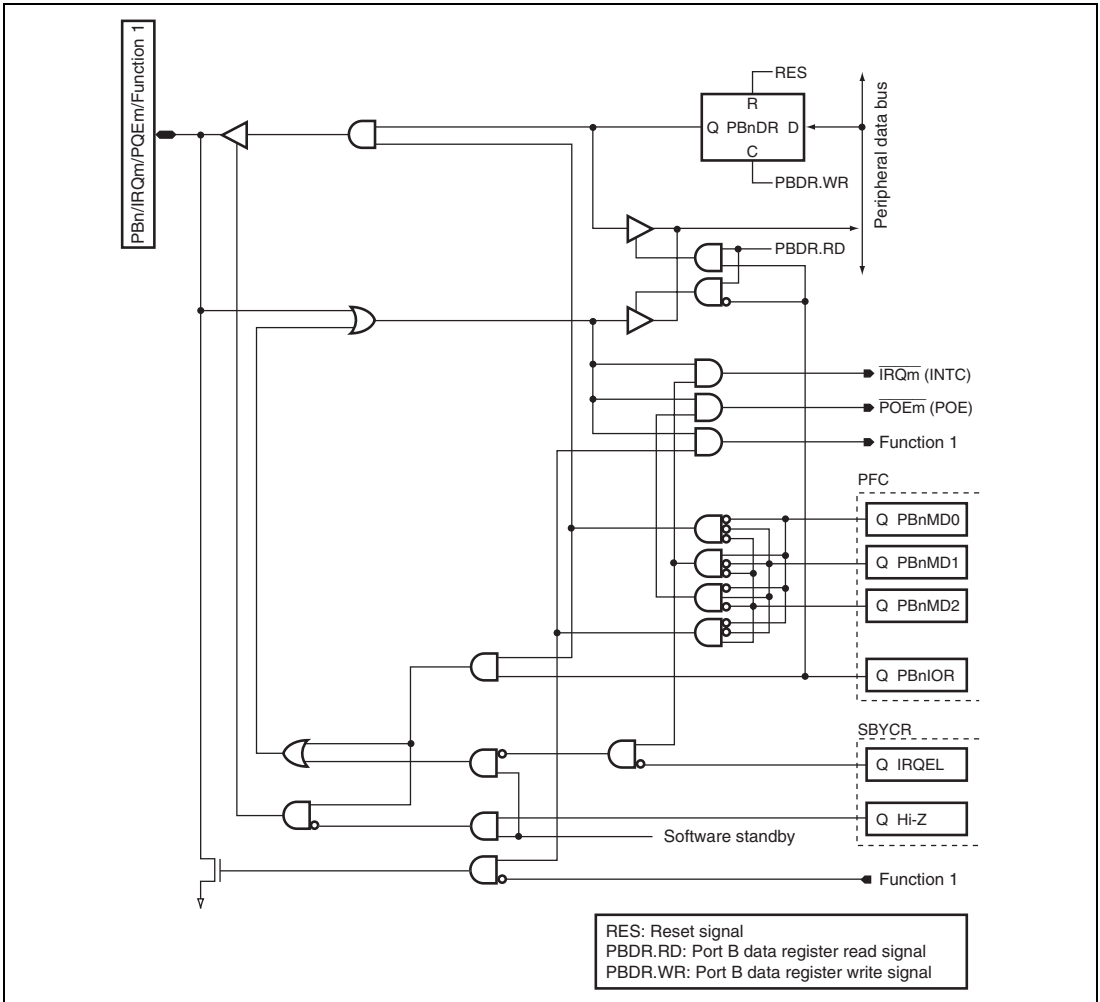 PBn/IRQm/PQEm/Function 1
RES
R
Q PBnDR D
C
PBDR.WR
Peripheral data bus
PBDR.RD
IRQm (INTC)
POEm (POE)
Function 1
PFC
Q PBnMD0
Q PBnMD1
Q PBnMD2
Q PBnIOR
SBYCR
Q IRQEL
Q Hi-Z
Software standby
Function 1
RES: Reset signal
PBDR.RD: Port B data register read signal
PBDR.WR: Port B data register write signal